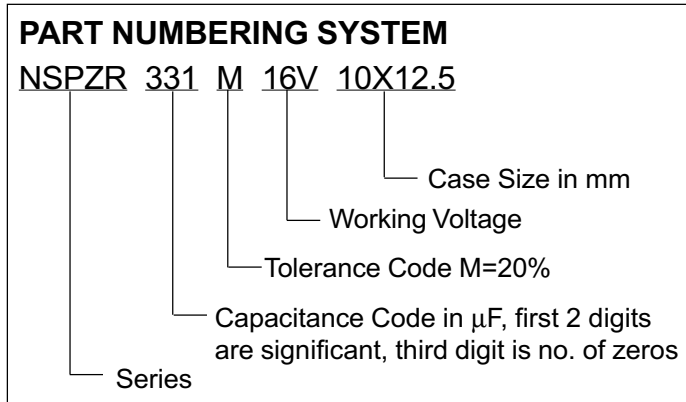 PART NUMBERING SYSTEM
NSPZR 331 M 16V 10X12.5
Case Size in mm
Working Voltage
Tolerance Code M=20%
Capacitance Code in μF, first 2 digits
are significant, third digit is no. of zeros
Series